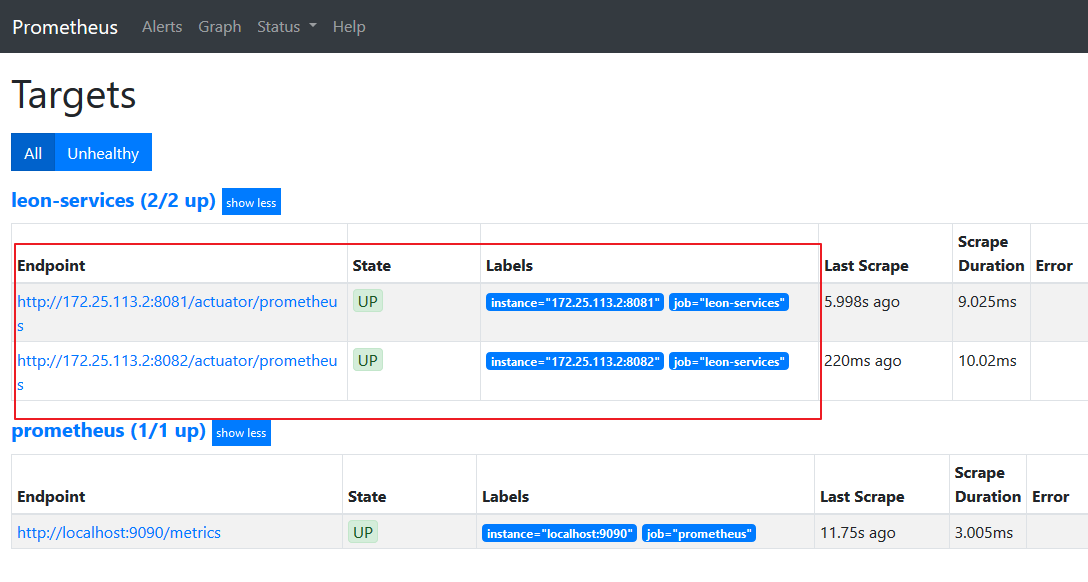 Prometheus Alerts Graph Status Help
Targets
All Unhealthy
leon-services (2/2 up) show less
Endpoint State Labels Last Scrape Scrape Duration Error
http://172.25.113.2:8081/actuator/prometheu
s
UP instance="172.25.113.2:8081" job="leon-services" 5.998s ago 9.025ms
http://172.25.113.2:8082/actuator/prometheu
s
UP instance="172.25.113.2:8082" job="leon-services" 220ms ago 10.02ms
prometheus (1/1 up) show less
Endpoint State Labels Last Scrape Scrape Duration Error
http://localhost:9090/metrics UP instance="localhost:9090" job="prometheus" 11.75s ago 3.005ms